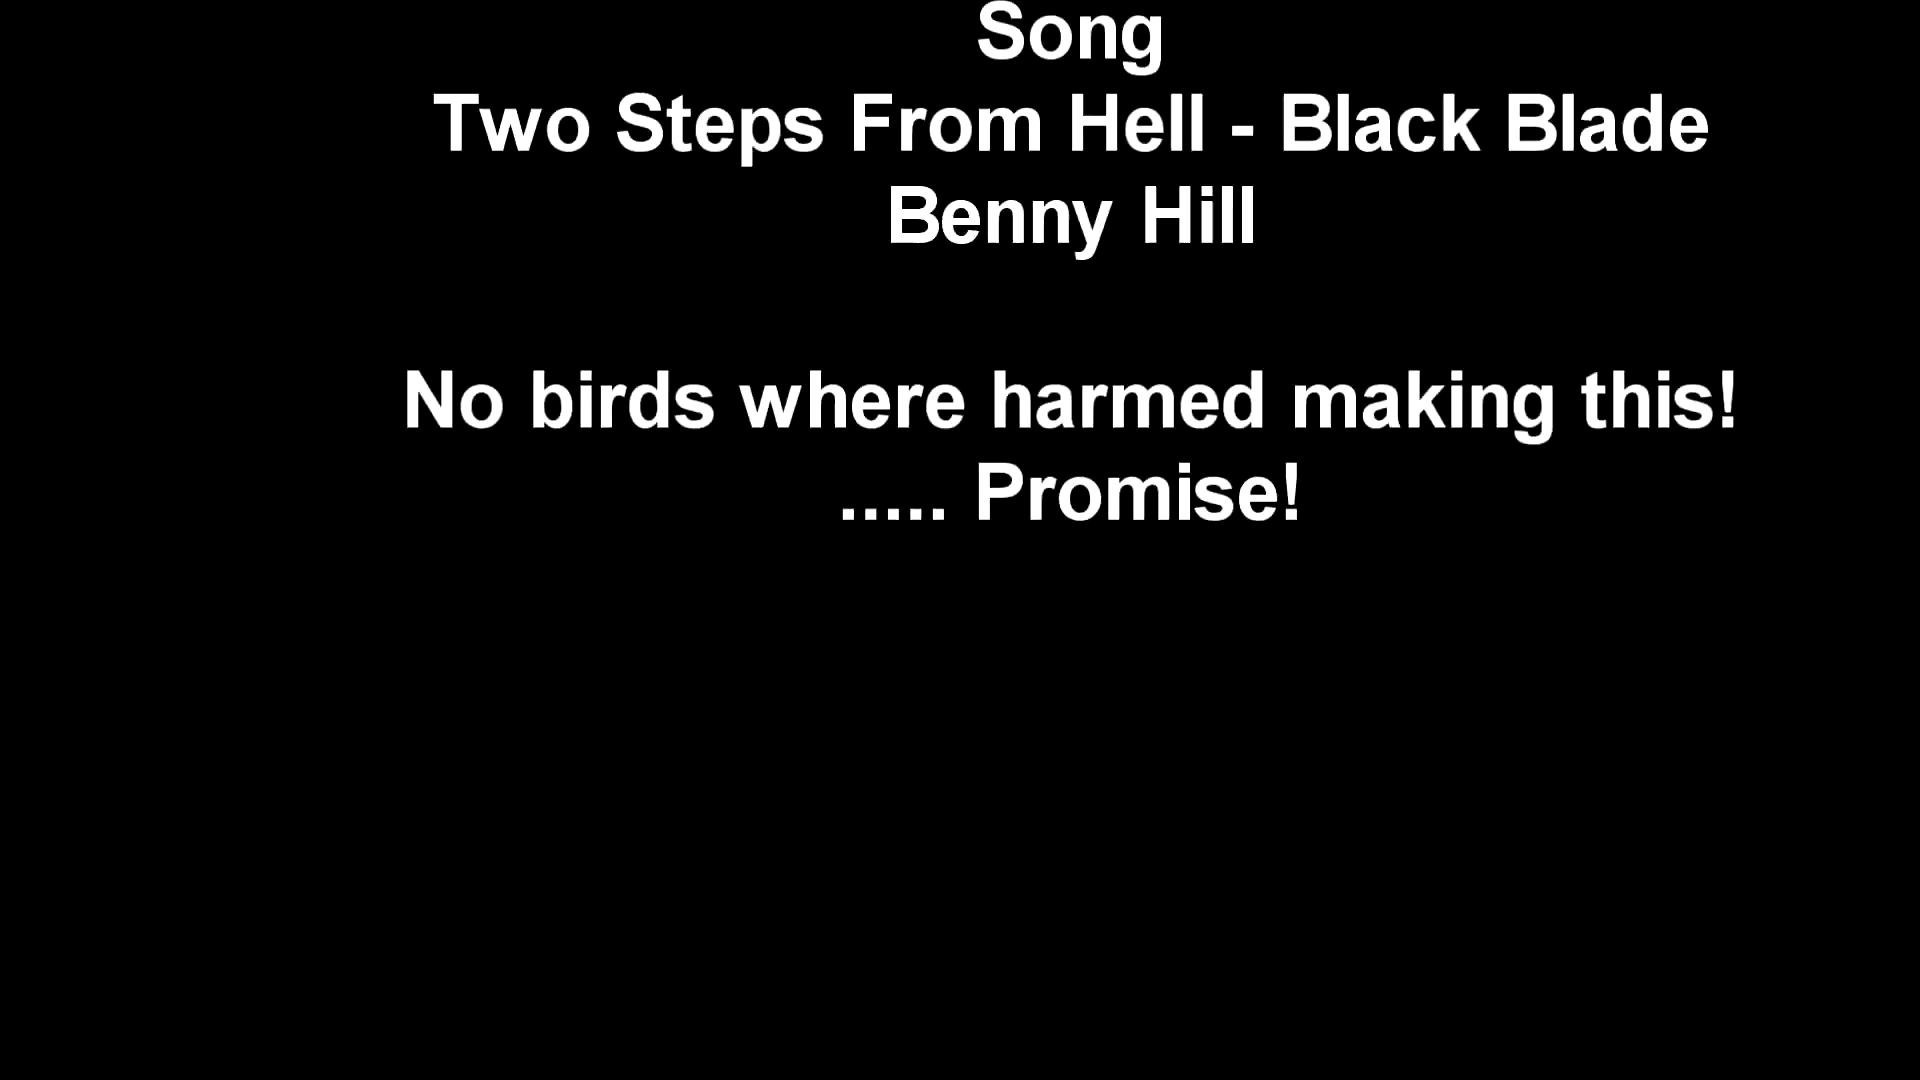 Song
Two Steps From Hell - Black Blade
Benny Hill
No birds where harmed making this!
..... Promise!